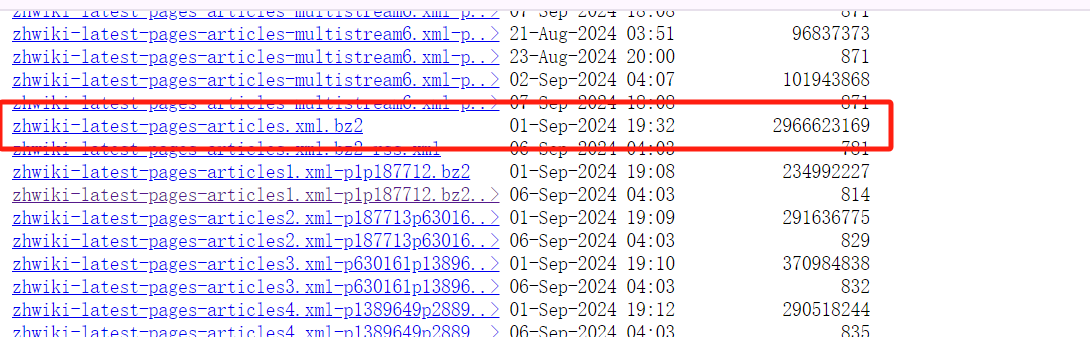 zhwiki-latest-pages-articles-multistream6.xml-p..> 07-Sep-2024 18:08 871
zhwiki-latest-pages-articles-multistream6.xml-p..> 21-Aug-2024 03:51 96837373
zhwiki-latest-pages-articles-multistream6.xml-p..> 23-Aug-2024 20:00 871
zhwiki-latest-pages-articles-multistream6.xml-p..> 02-Sep-2024 04:07 101943868
zhwiki-latest-pages-articles-multistream6.xml-p..> 07-Sep-2024 18:08 871
zhwiki-latest-pages-articles.xml.bz2 01-Sep-2024 19:32 2966623169
zhwiki-latest-pages-articles.xml.bz2-rss.xml 06-Sep-2024 04:03 781
zhwiki-latest-pages-articles1.xml-p1p187712.bz2 01-Sep-2024 19:08 234992227
zhwiki-latest-pages-articles1.xml-p1p187712.bz2..> 06-Sep-2024 04:03 814
zhwiki-latest-pages-articles2.xml-p187713p63016..> 01-Sep-2024 19:09 291636775
zhwiki-latest-pages-articles2.xml-p187713p63016..> 06-Sep-2024 04:03 829
zhwiki-latest-pages-articles3.xml-p630161p13896..> 01-Sep-2024 19:10 370984838
zhwiki-latest-pages-articles3.xml-p630161p13896..> 06-Sep-2024 04:03 832
zhwiki-latest-pages-articles4.xml-p1389649p2889..> 01-Sep-2024 19:12 290518244
zhwiki-latest-pages-articles4.xml-p1389649p2889..> 06-Sep-2024 04:03 835